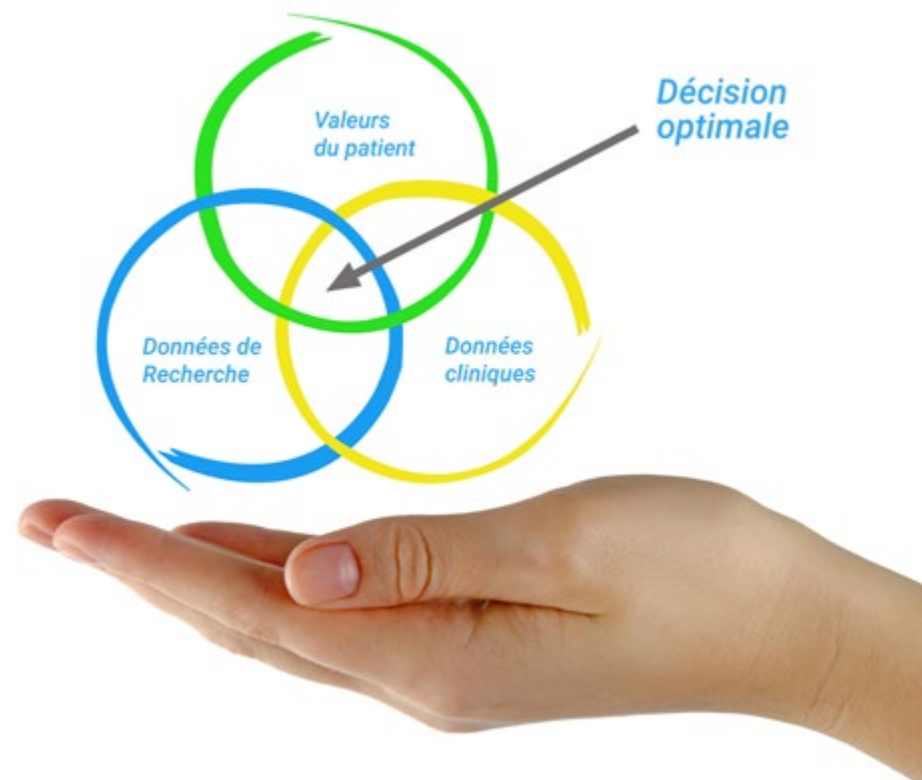 Valeurs
du patient
Décision
optimale
Données de
Recherche
Données
cliniques